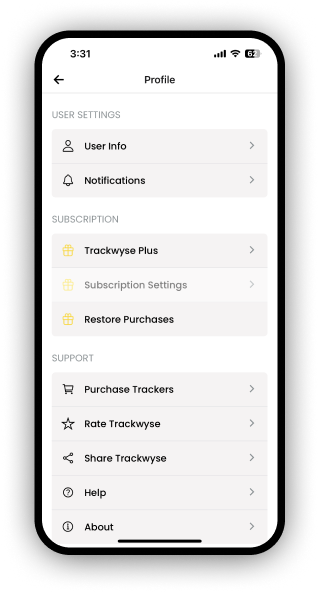 3:31
62
Profile
USER SETTINGS
User Info
Notifications
SUBSCRIPTION
Trackwyse Plus
Subscription Settings
Restore Purchases
SUPPORT
Purchase Trackers
Rate Trackwyse
Share Trackwyse
Help
About